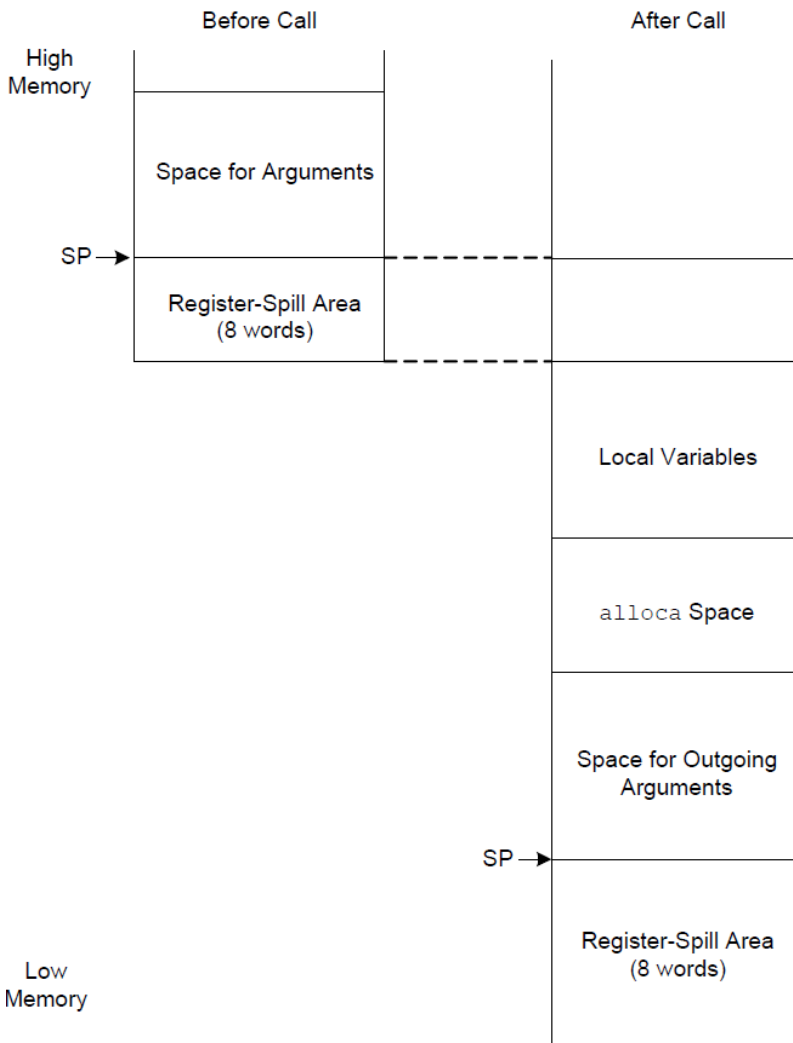 Before Call
After Call
High
Memory
Space for Arguments
SP
Register-Spill Area
(8 words)
Local Variables
alloca Space
Space for Outgoing
Arguments
SP
Register-Spill Area
(8 words)
Low
Memory